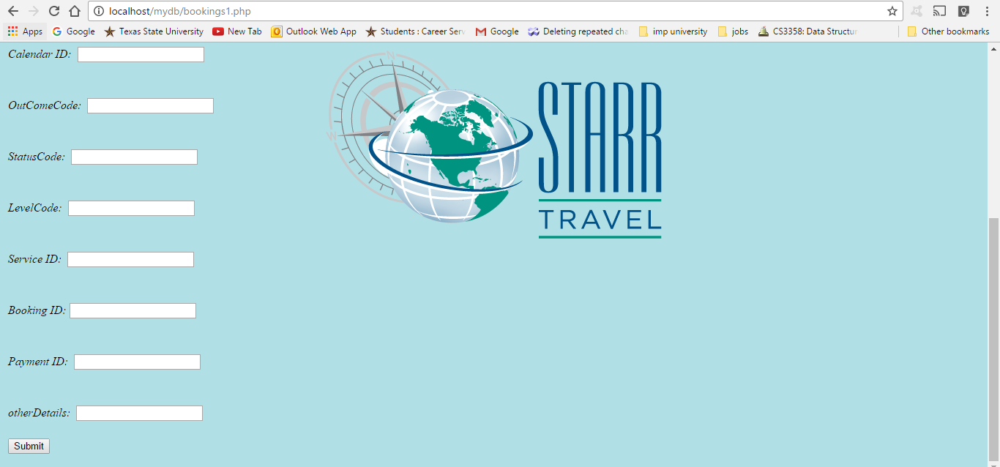 localhost/mydb/bookings1.php
Apps Google Texas State University New Tab Outlook Web App Students : Career Serv Google Deleting repeated cha imp university jobs CS3358: Data Structur Other bookmarks
Calendar ID:
OutComeCode:
StatusCode:
LevelCode:
Service ID:
Booking ID:
Payment ID:
otherDetails:
Submit
N
W
STARR
TRAVEL